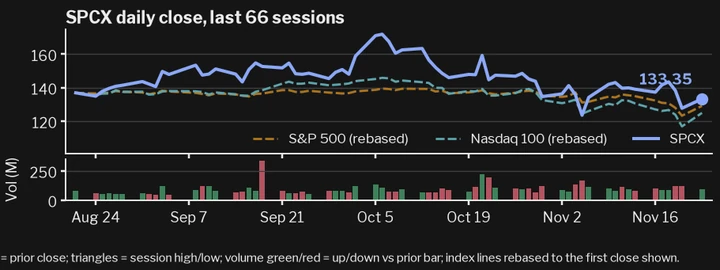 SPCX daily close, last 66 sessions
160
140
120
133.35
S&P 500 (rebased) Nasdaq 100 (rebased) SPCX
Vol (M)
250
0
Aug 24 Sep 7 Sep 21 Oct 5 Oct 19 Nov 2 Nov 16
= prior close; triangles = session high/low; volume green/red = up/down vs prior bar; index lines rebased to the first close shown.